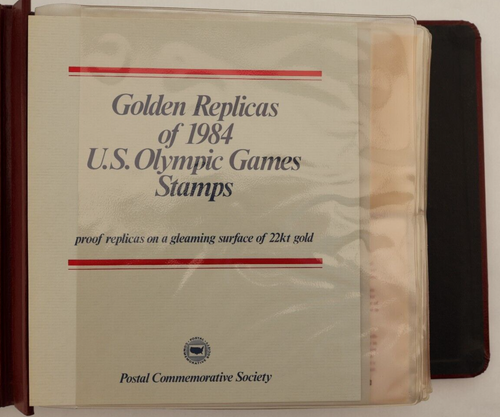 Golden Replicas
of 1984
U.S. Olympic Games
Stamps
proof replicas on a gleaming surface of 22kt gold
Postal Commemorative Society